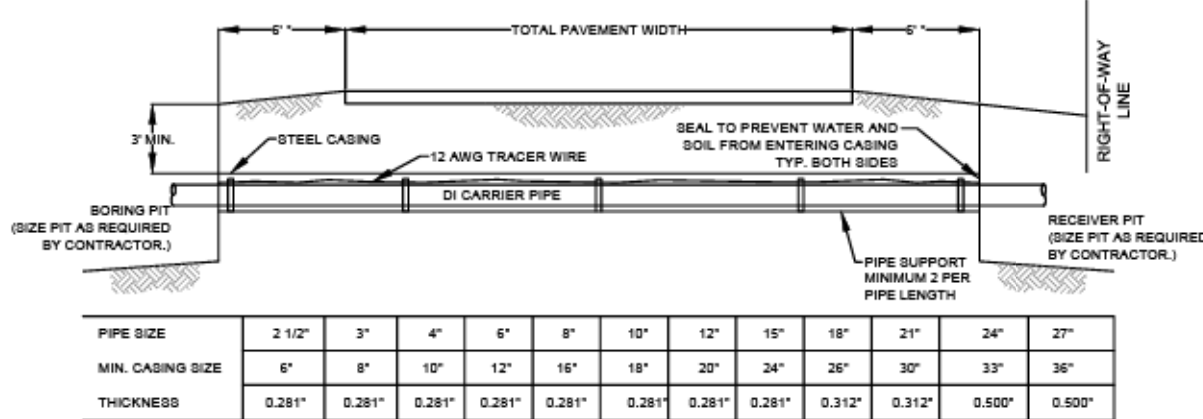 6' "
TOTAL PAVEMENT WIDTH
6' "
RIGHT-OF-WAY
LINE
3' MIN.
STEEL CASING
12 AWG TRACER WIRE
SEAL TO PREVENT WATER AND
SOIL FROM ENTERING CASING
TYP. BOTH SIDES
DI CARRIER PIPE
BORING PIT
(SIZE PIT AS REQUIRED
BY CONTRACTOR.)
RECEIVER PIT
(SIZE PIT AS REQUIRED
BY CONTRACTOR.)
PIPE SUPPORT
MINIMUM 2 PER
PIPE LENGTH
PIPE SIZE 2 1/2" 3" 4" 6" 8" 10" 12" 15" 18" 21" 24" 27"
MIN. CASING SIZE 6" 8" 10" 12" 16" 18" 20" 24" 26" 30" 33" 36"
THICKNESS 0.281" 0.281" 0.281" 0.281" 0.281" 0.281" 0.281" 0.281" 0.312" 0.312" 0.500" 0.500"